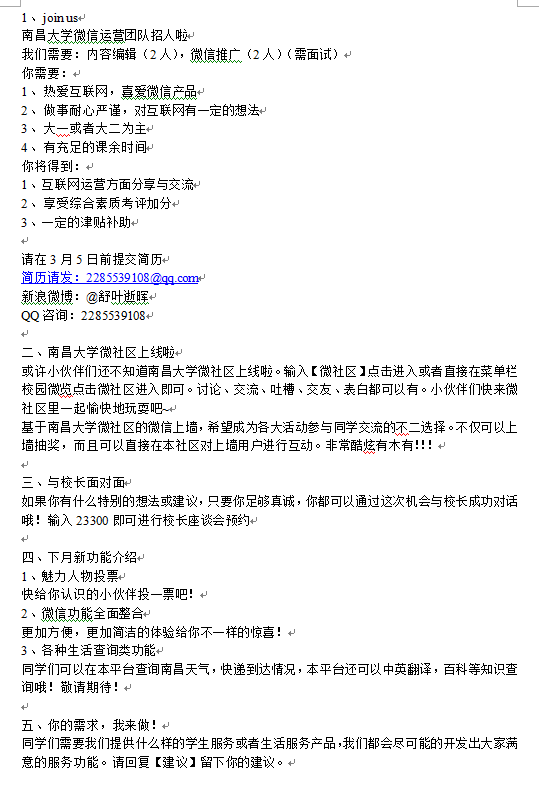 1、join us
南昌大学微信运营团队招人啦
我们需要：内容编辑（2人），微信推广（2人）（需面试）
你需要：
1、热爱互联网，喜爱微信产品
2、做事耐心严谨，对互联网有一定的想法
3、大一或者大二为主
4、有充足的课余时间
你将得到：
1、互联网运营方面分享与交流
2、享受综合素质考评加分
3、一定的津贴补助
请在3月5日前提交简历
简历请发：2285539108@qq.com
新浪微博：@舒叶逝晖
QQ咨询：2285539108
二、南昌大学微社区上线啦
或许小伙伴们还不知道南昌大学微社区上线啦。输入【微社区】点击进入或者直接在菜单栏
校园微览点击微社区进入即可。讨论、交流、吐槽、交友、表白都可以有。小伙伴们快来微
社区里一起愉快地玩耍吧~
基于南昌大学微社区的微信上墙，希望成为各大活动参与同学交流的不二选择。不仅可以上
墙抽奖，而且可以直接在本社区对上墙用户进行互动。非常酷炫有木有!!!
三、与校长面对面
如果你有什么特别的想法或建议，只要你足够真诚，你都可以通过这次机会与校长成功对话
哦！输入23300即可进行校长座谈会预约
四、下月新功能介绍
1、魅力人物投票
快给你认识的小伙伴投一票吧！
2、微信功能全面整合
更加方便，更加简洁的体验给你不一样的惊喜！
3、各种生活查询类功能
同学们可以在本平台查询南昌天气，快递到达情况，本平台还可以中英翻译，百科等知识查
询哦！敬请期待！
五、你的需求，我来做！
同学们需要我们提供什么样的学生服务或者生活服务产品，我们都会尽可能的开发出大家满
意的服务功能。请回复【建议】留下你的建议。